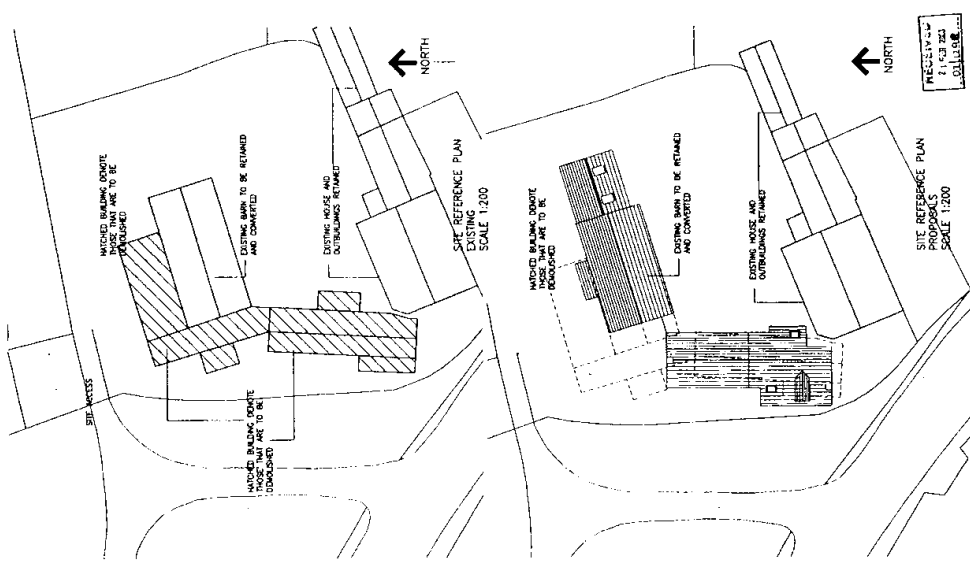 HATCHED BUILDING DENOTE
THOSE THAT ARE TO BE
DEMOLISHED
EXISTING BARN TO BE RETAINED
AND CONVERTED
EXISTING HOUSE AND
OUTBUILDINGS RETAINED
NORTH
SITE ACCESS
HATCHED BUILDING DENOTE
THOSE THAT ARE TO BE
DEMOLISHED
SITE REFERENCE PLAN
EXISTING
SCALE 1:200
HATCHED BUILDING DENOTE
THOSE THAT ARE TO BE
DEMOLISHED
EXISTING BARN TO BE RETAINED
AND CONVERTED
EXISTING HOUSE AND
OUTBUILDINGS RETAINED
NORTH
SITE REFERENCE PLAN
PROPOSALS
SCALE 1:200
RECEIVED